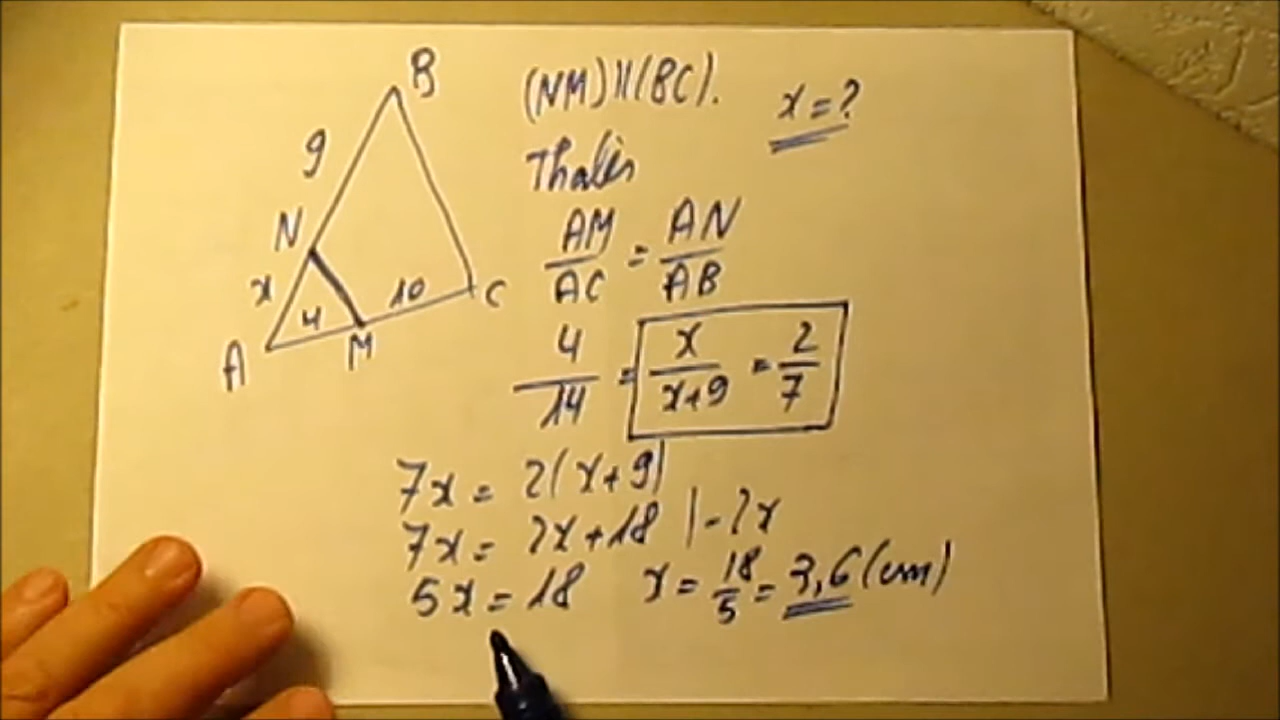 B
9
N
x
4
10
C
A
M
(NM)//(BC).
x = ?
Thalès
AM/AC = AN/AB
4/14 = x/x+9 = 2/7
7x = 2(x+9)
7x = 2x+18 |-2x
5x = 18 x = 18/5 = 3,6 (cm)